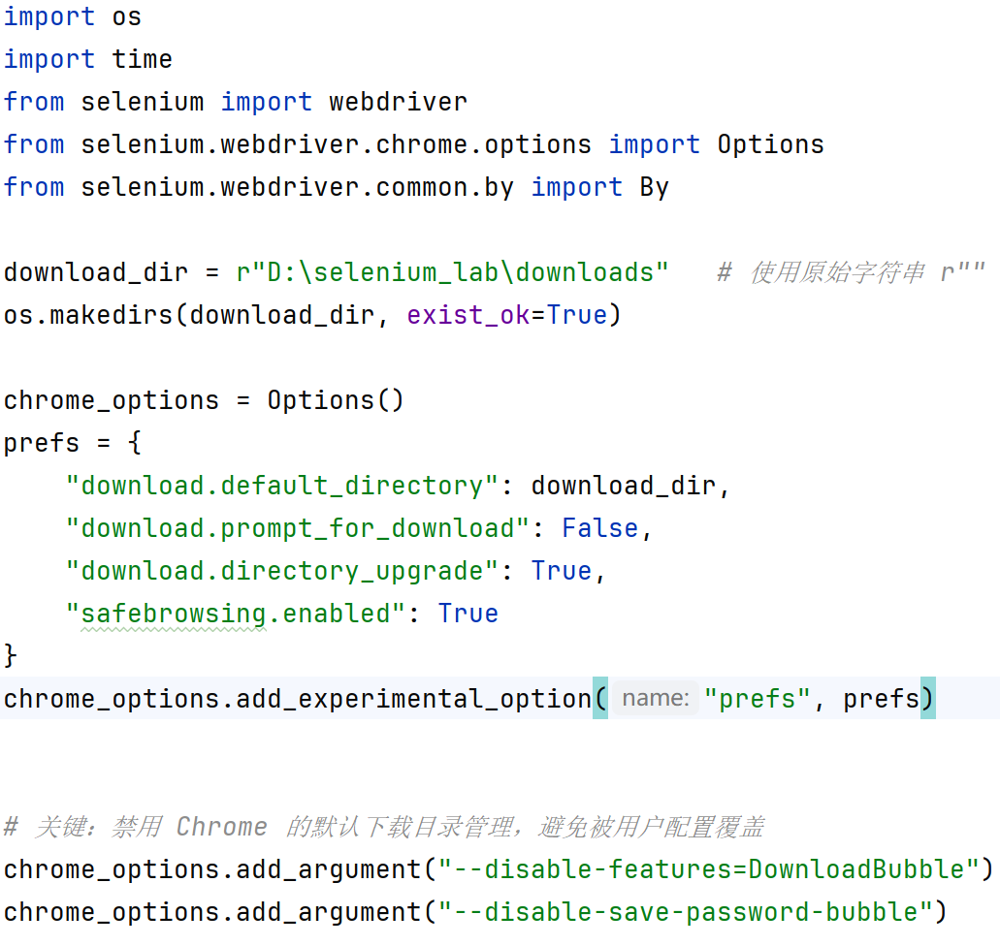 import os
import time
from selenium import webdriver
from selenium.webdriver.chrome.options import Options
from selenium.webdriver.common.by import By
download_dir = r"D:\selenium_lab\downloads"   # 使用原始字符串 r""
os.makedirs(download_dir, exist_ok=True)
chrome_options = Options()
prefs = {
    "download.default_directory": download_dir,
    "download.prompt_for_download": False,
    "download.directory_upgrade": True,
    "safebrowsing.enabled": True
}
chrome_options.add_experimental_option( name: "prefs", prefs)
# 关键：禁用 Chrome 的默认下载目录管理，避免被用户配置覆盖
chrome_options.add_argument("--disable-features=DownloadBubble")
chrome_options.add_argument("--disable-save-password-bubble")